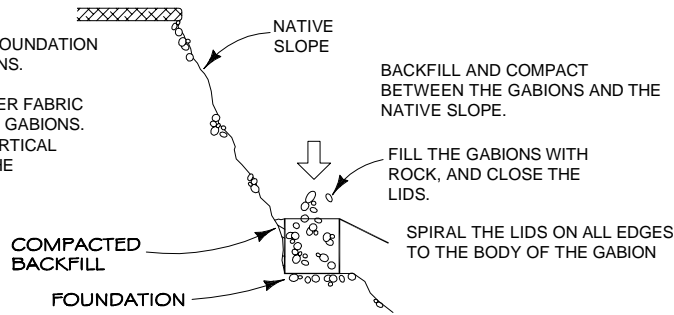 OUNDATION
NS.
ER FABRIC
GABIONS.
RTICAL
HE
NATIVE
SLOPE
BACKFILL AND COMPACT
BETWEEN THE GABIONS AND THE
NATIVE SLOPE.
FILL THE GABIONS WITH
ROCK, AND CLOSE THE
LIDS.
SPIRAL THE LIDS ON ALL EDGES
TO THE BODY OF THE GABION
COMPACTED
BACKFILL
FOUNDATION